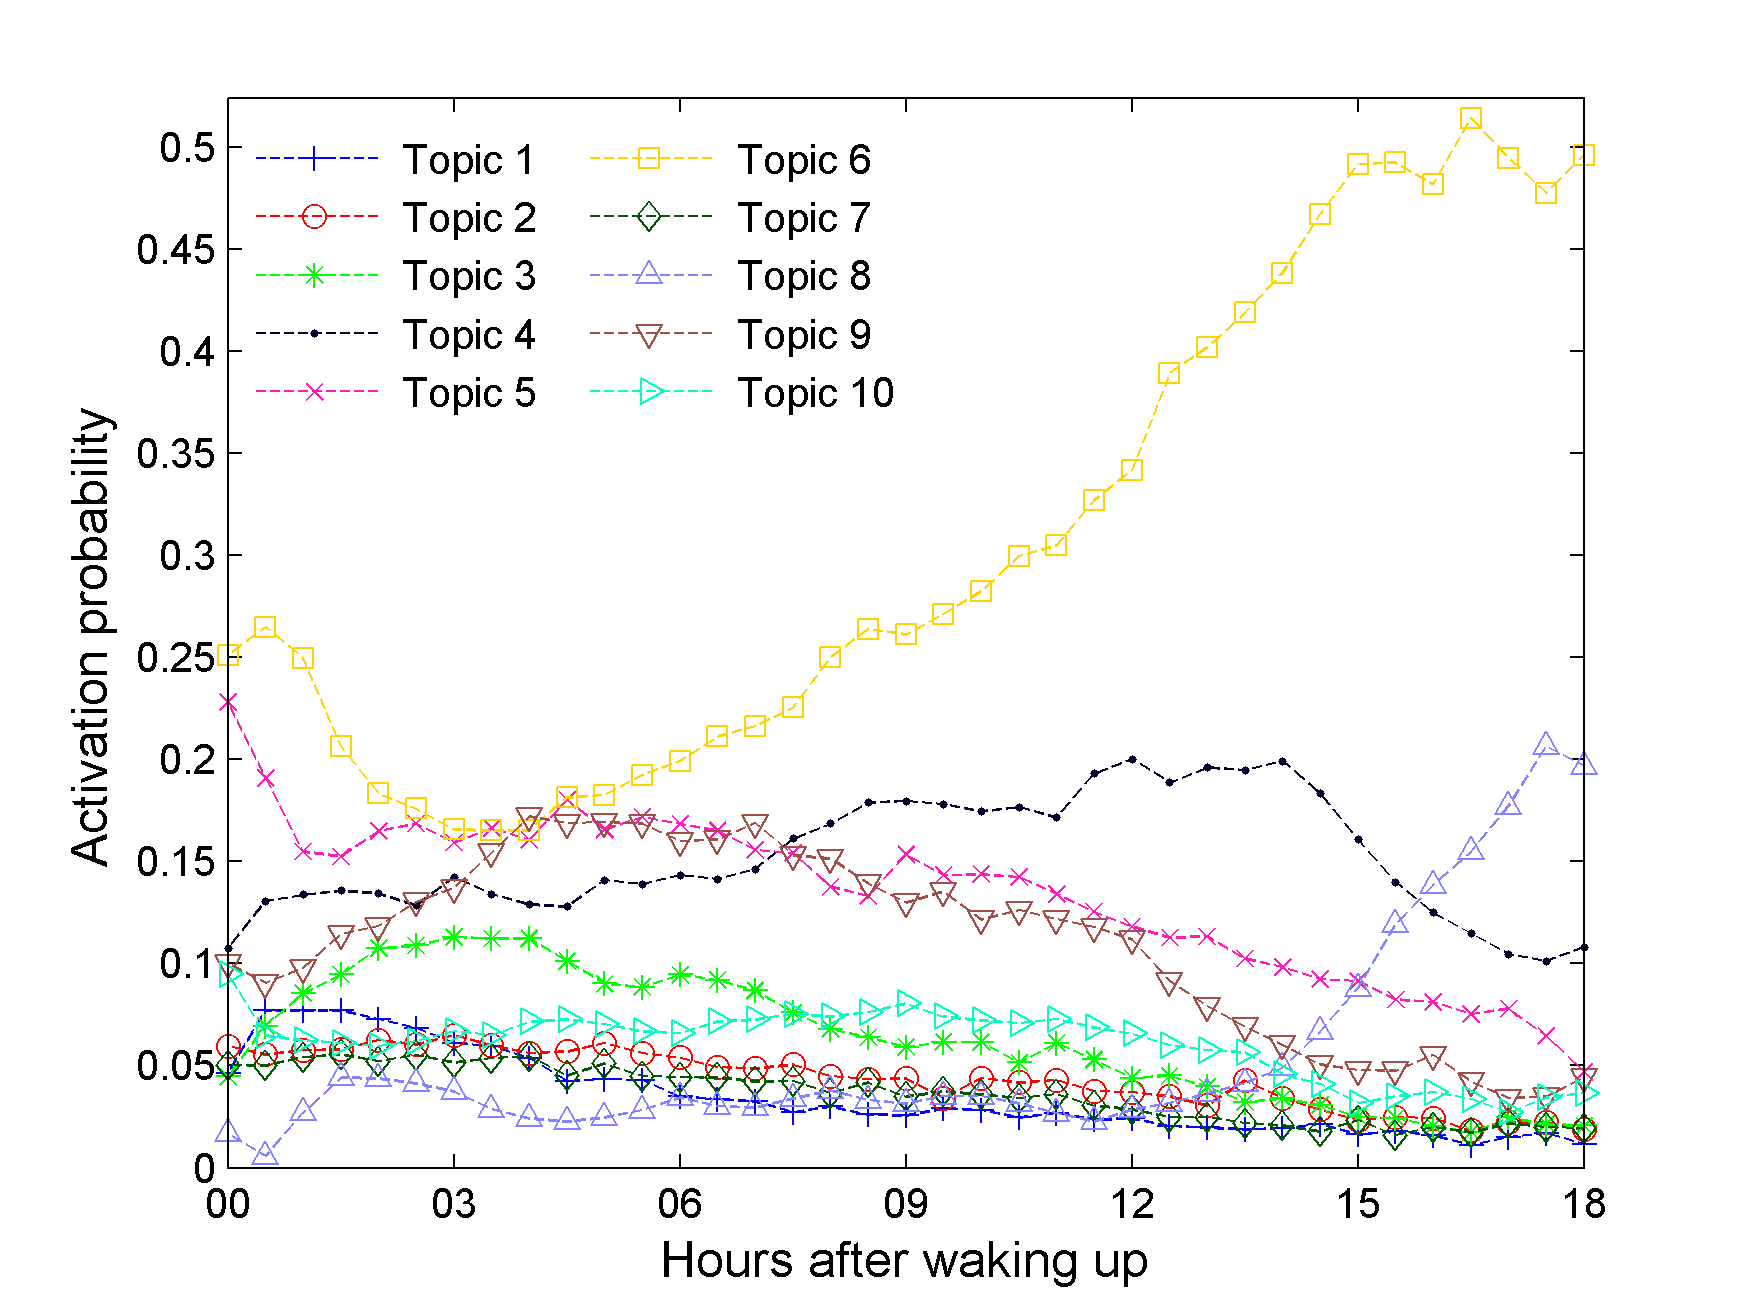 0.5
0.45
0.4
0.35
0.3
0.25
0.2
0.15
0.1
0.05
0
Activation probability
Topic 1
Topic 2
Topic 3
Topic 4
Topic 5
Topic 6
Topic 7
Topic 8
Topic 9
Topic 10
00 03 06 09 12 15 18
Hours after waking up